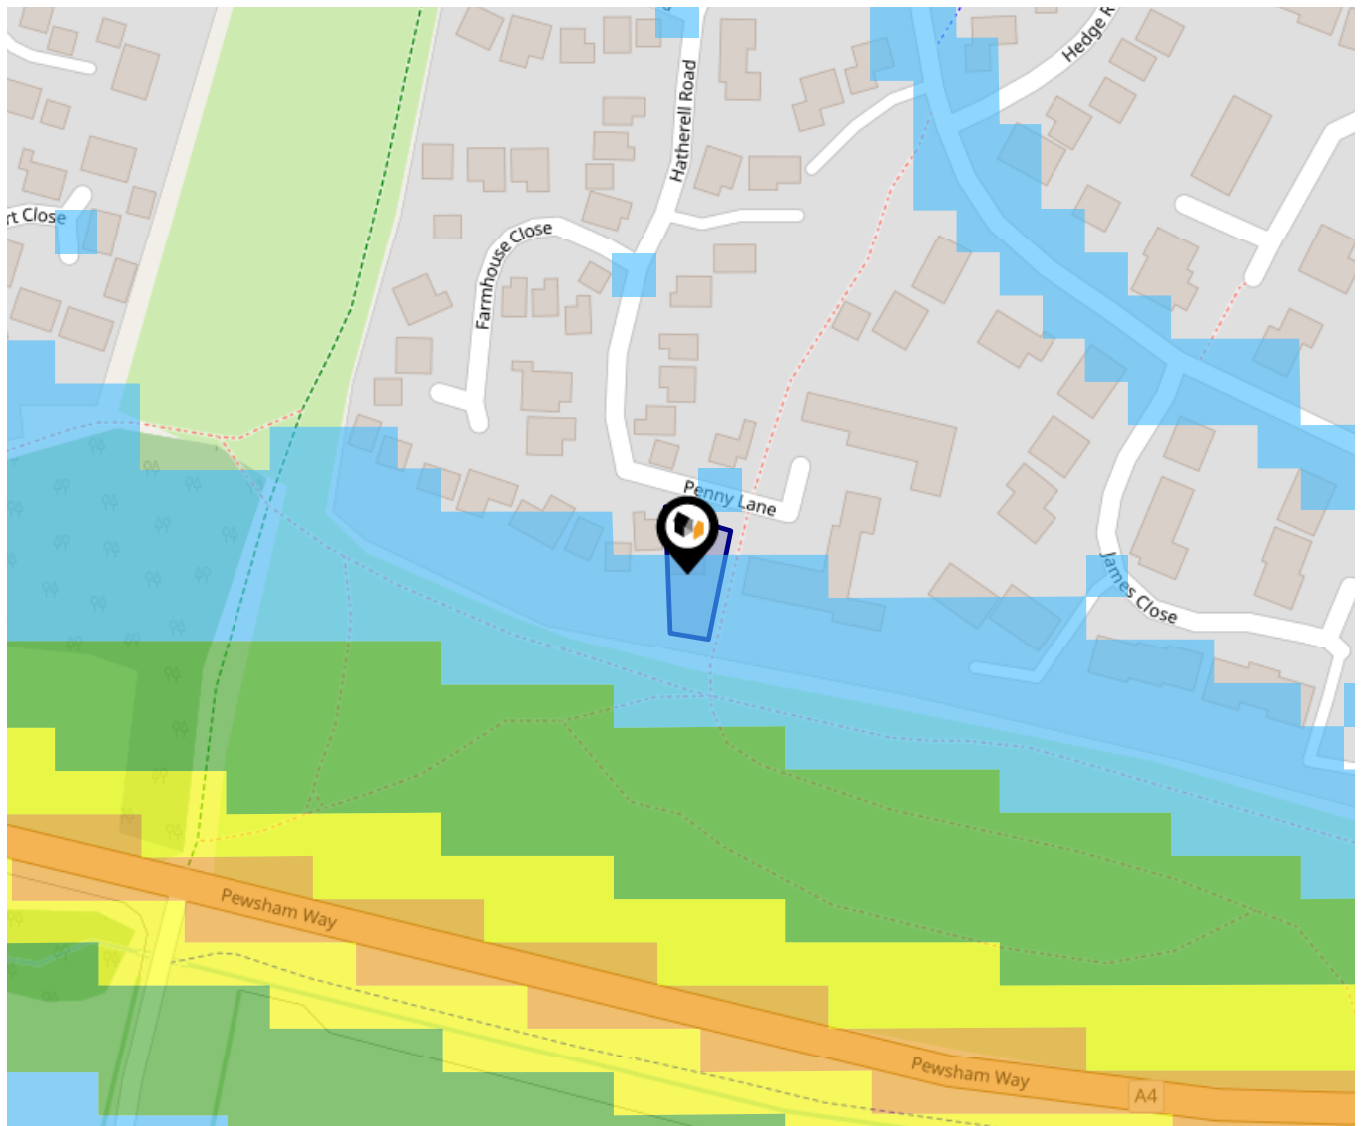 Hatherell Road
Hedge R
rt Close
Farmhouse Close
Penny Lane
James Close
Pewsham Way
Pewsham Way
A4